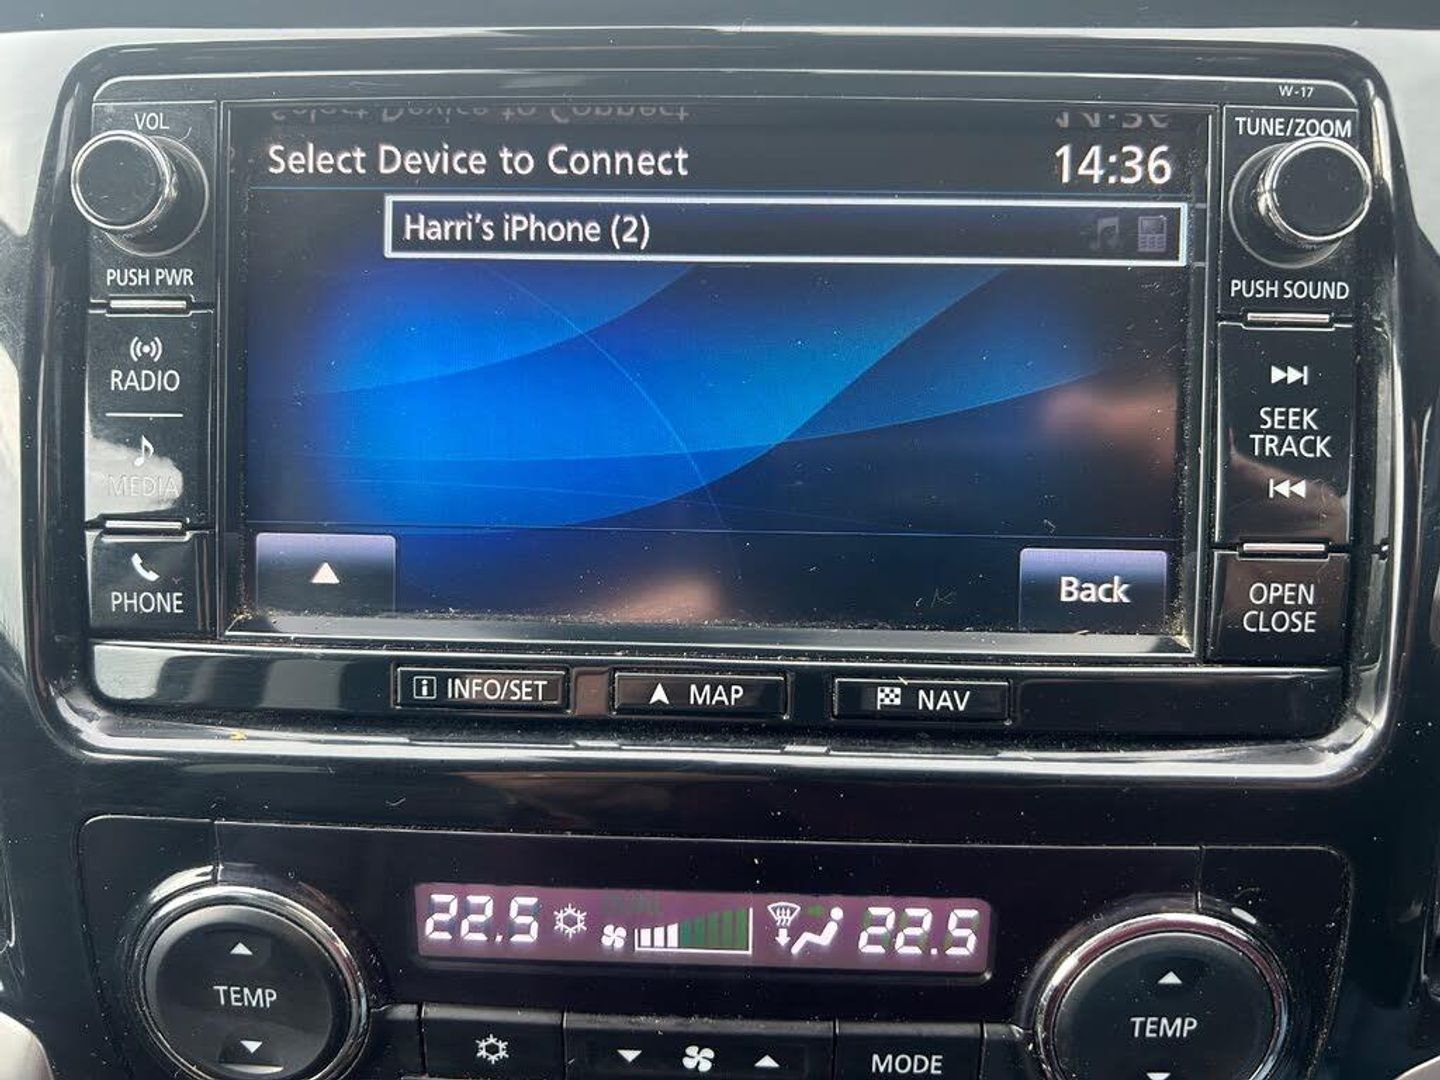 W-17
VOL
TUNE/ZOOM
Select Device to Connect
14:36
Harri's iPhone (2)
PUSH PWR
PUSH SOUND
RADIO
MEDIA
PHONE
SEEK
TRACK
OPEN
CLOSE
Back
INFO/SET
MAP
NAV
22.5
22.5
TEMP
TEMP
MODE